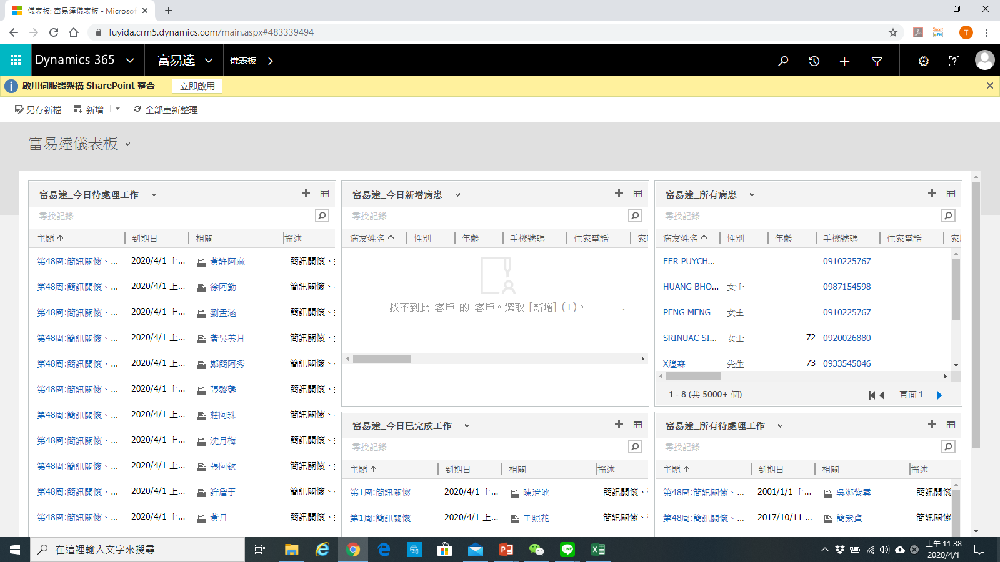 儀表板: 富易達儀表板 - Microsof
fuyida.crm5.dynamics.com/main.aspx#483339494
T
Dynamics 365
富易達
儀表板
啟用伺服器架構 SharePoint 整合
立即啟用
另存新檔
新增
全部重新整理
富易達儀表板
富易達_今日待處理工作
尋找記錄
主題
到期日
相關
描述
第48周:簡訊關懷、... 2020/4/1 上... 黃許阿麻 簡訊關懷、
第48周:簡訊關懷、... 2020/4/1 上... 徐阿勤 簡訊關懷、
第48周:簡訊關懷、... 2020/4/1 上... 劉孟涵 簡訊關懷、
第48周:簡訊關懷、... 2020/4/1 上... 黃吳美月 簡訊關懷、
第48周:簡訊關懷、... 2020/4/1 上... 鄭簡阿秀 簡訊關懷、
第48周:簡訊關懷、... 2020/4/1 上... 張黎馨 簡訊關懷、
第48周:簡訊關懷、... 2020/4/1 上... 莊阿珠 簡訊關懷、
第48周:簡訊關懷、... 2020/4/1 上... 沈月梅 簡訊關懷、
第48周:簡訊關懷、... 2020/4/1 上... 張阿欽 簡訊關懷、
第48周:簡訊關懷、... 2020/4/1 上... 許詹于 簡訊關懷、
第48周:簡訊關懷、... 2020/4/1 上... 黃月 簡訊關懷、
富易達_今日新增病患
尋找記錄
病友姓名
性別
年齡
手機號碼
住家電話
找不到此 客戶 的 客戶。選取 [新增] (+)。 .
富易達_所有病患
尋找記錄
病友姓名
性別
年齡
手機號碼
住家電話
EER PUYCH... 0910225767
HUANG BHO... 女士 0987154598
PENG MENG 女士 0910225767
SRINUAC SI... 女士 72 0920026880
X煌森 先生 73 0933545046
1 - 8 (共 5000+ 個)
頁面 1
富易達_今日已完成工作
尋找記錄
主題
到期日
相關
描述
第1周:簡訊關懷 2020/4/1 上... 陳清地 簡訊關懷、
第1周:簡訊關懷 2020/4/1 上... 王照花 簡訊關懷、
富易達_所有待處理工作
尋找記錄
主題
到期日
相關
描述
第48周:簡訊關懷、... 2001/1/1 上... 吳鄭紫雲 簡訊關懷
第48周:簡訊關懷、... 2017/10/11 ... 簡素貞 簡訊關懷
在這裡輸入文字來搜尋
上午 11:38
2020/4/1